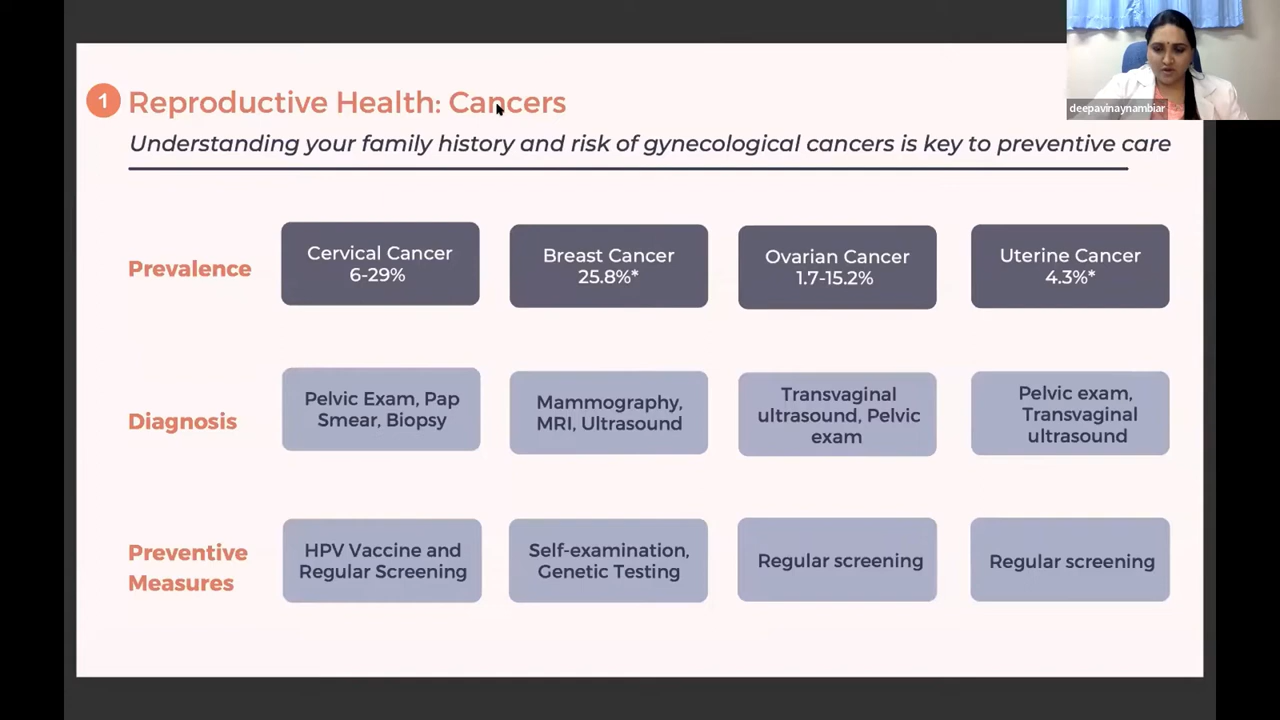 1 Reproductive Health: Cancers
deepavinaynambiar
Understanding your family history and risk of gynecological cancers is key to preventive care
Prevalence
Cervical Cancer
6-29%
Breast Cancer
25.8%*
Ovarian Cancer
1.7-15.2%
Uterine Cancer
4.3%*
Diagnosis
Pelvic Exam, Pap
Smear, Biopsy
Mammography,
MRI, Ultrasound
Transvaginal
ultrasound, Pelvic
exam
Pelvic exam,
Transvaginal
ultrasound
Preventive
Measures
HPV Vaccine and
Regular Screening
Self-examination,
Genetic Testing
Regular screening
Regular screening